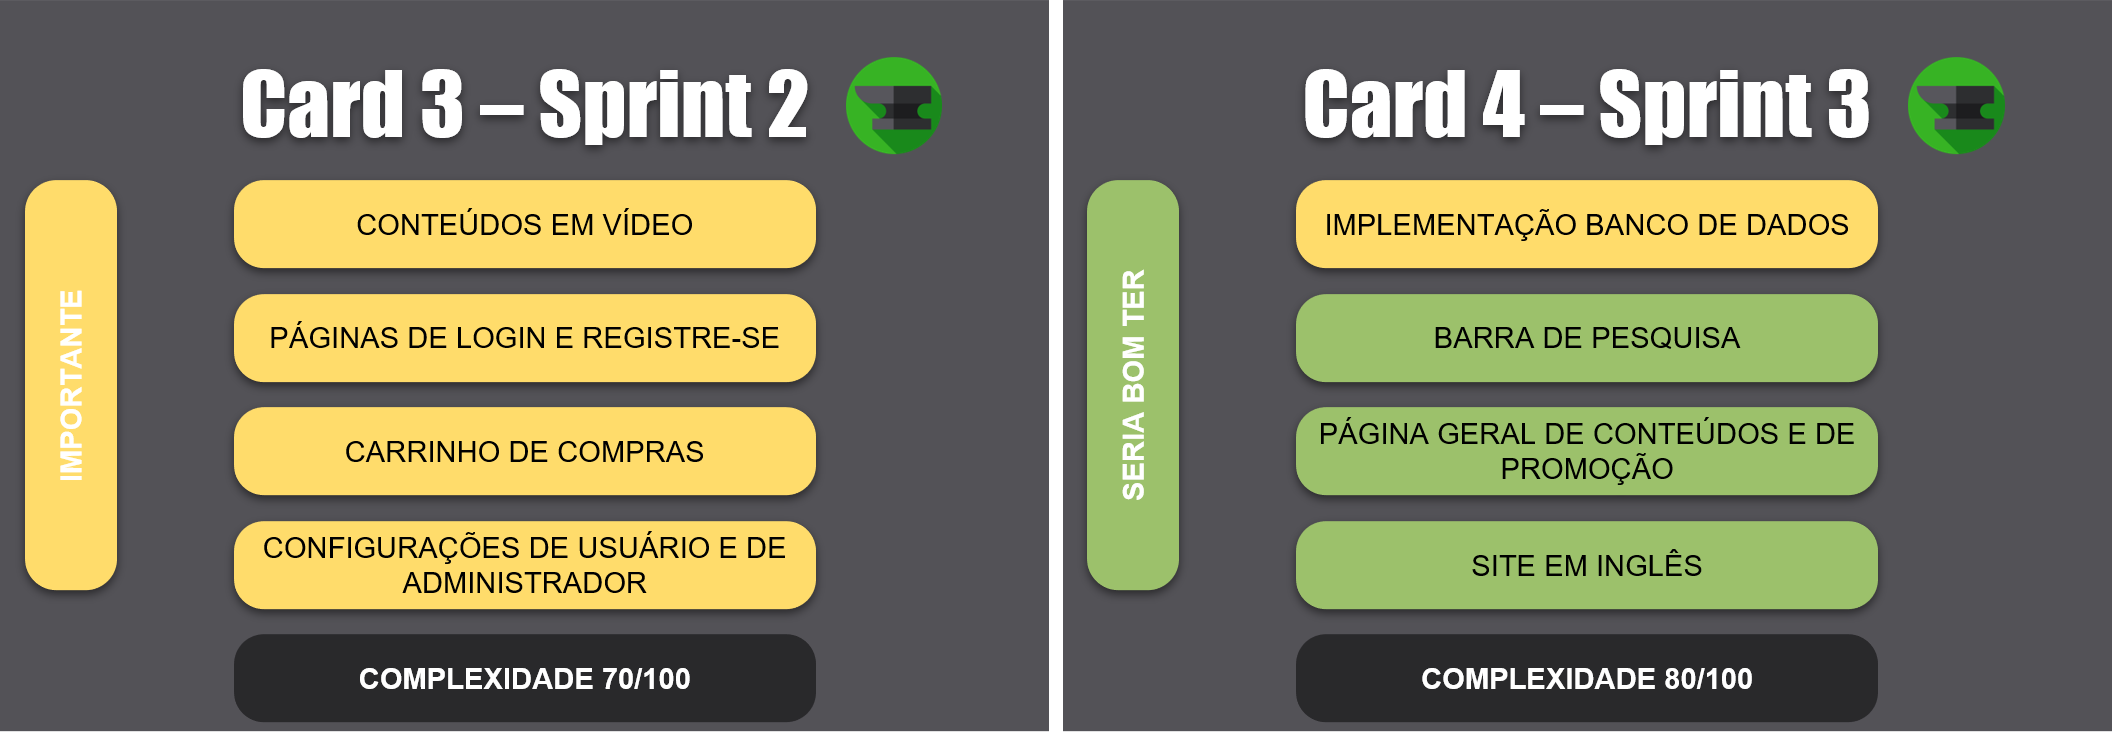 Card 3 – Sprint 2
IMPORTANTE
CONTEÚDOS EM VÍDEO
PÁGINAS DE LOGIN E REGISTRE-SE
CARRINHO DE COMPRAS
CONFIGURAÇÕES DE USUÁRIO E DE
ADMINISTRADOR
COMPLEXIDADE 70/100
Card 4 – Sprint 3
SERIA BOM TER
IMPLEMENTAÇÃO BANCO DE DADOS
BARRA DE PESQUISA
PÁGINA GERAL DE CONTEÚDOS E DE
PROMOÇÃO
SITE EM INGLÊS
COMPLEXIDADE 80/100